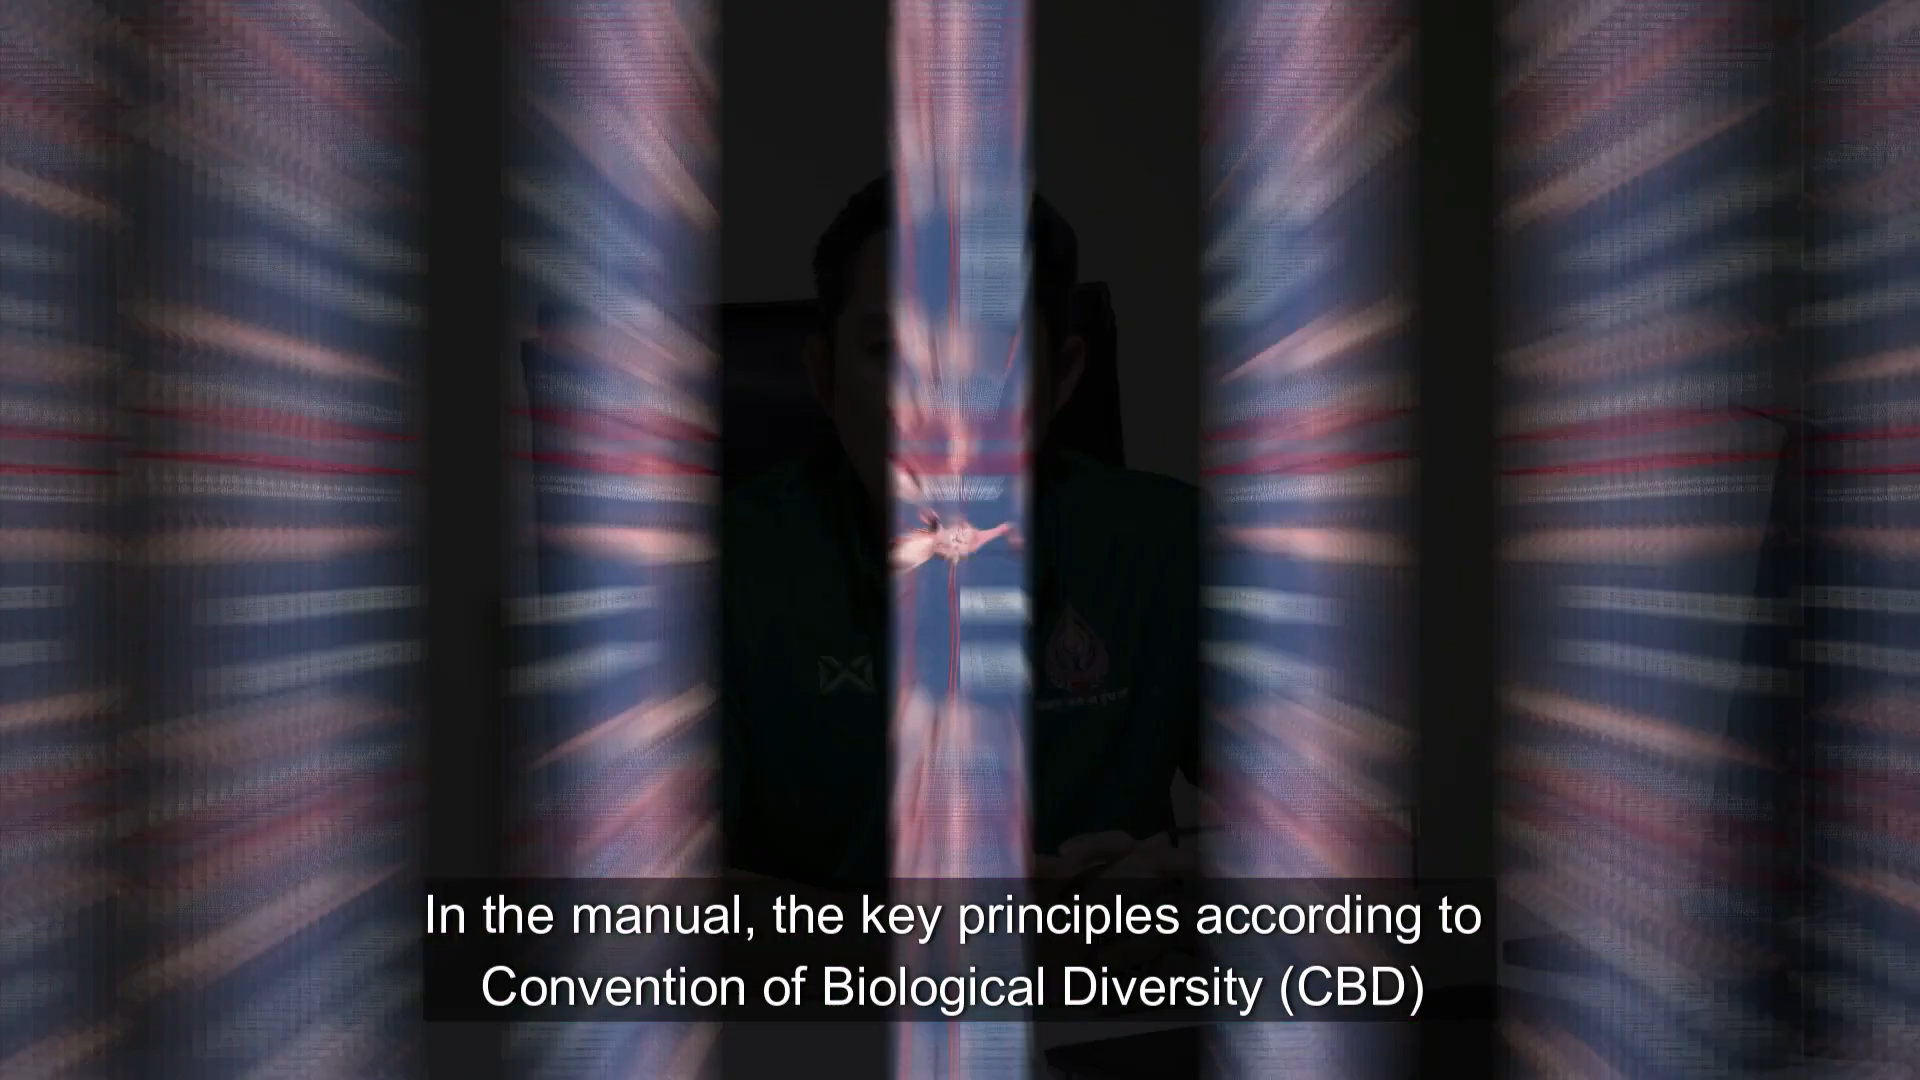 In the manual, the key principles according to
Convention of Biological Diversity (CBD)